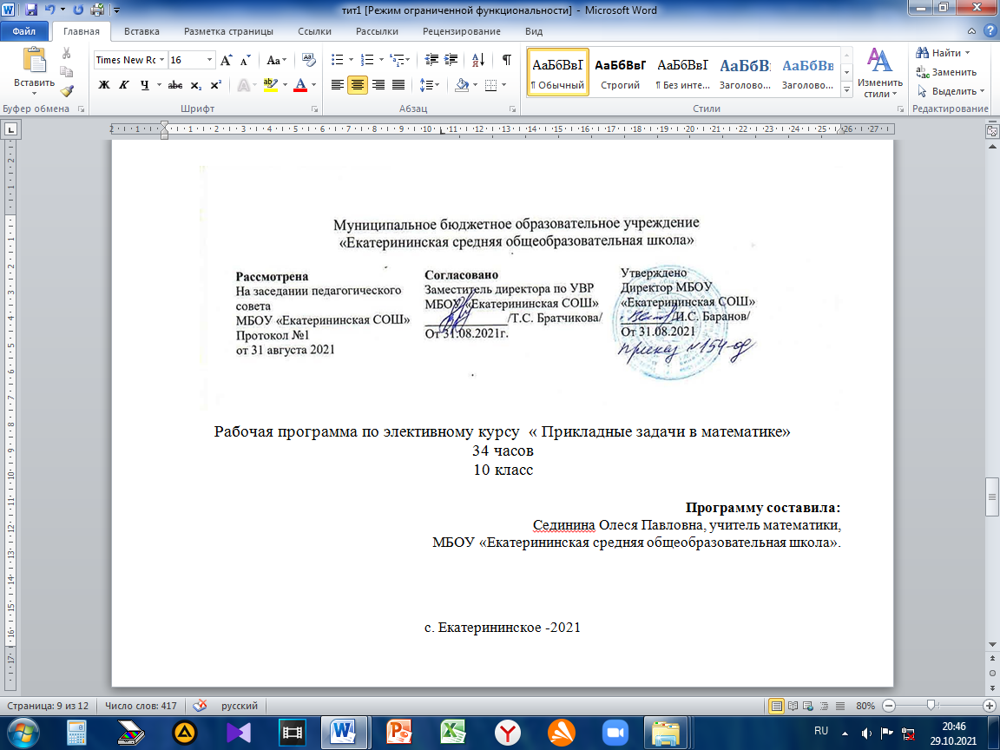 тит1 [Режим ограниченной функциональности] - Microsoft Word
Файл
Главная
Вставка
Разметка страницы
Ссылки
Рассылки
Рецензирование
Вид
Вставить
Буфер обмена
Times New Ro
16
Шрифт
Абзац
АаБбВвГ
¶ Обычный
АаБбВвГ
Строгий
АаБбВвГ
¶ Без инте...
АаБбВ
Заголово...
АаБбВв
Заголово...
Изменить стили
Стили
Найти
Заменить
Выделить
Редактирование
Муниципальное бюджетное образовательное учреждение
«Екатерининская средняя общеобразовательная школа»
Рассмотрена
На заседании педагогического
совета
МБОУ «Екатерининская СОШ»
Протокол №1
от 31 августа 2021
Согласовано
Заместитель директора по УВР
МБОУ «Екатерининская СОШ»
/Т.С. Братчикова/
От 31.08.2021г.
Утверждено
Директор МБОУ
«Екатерининская СОШ»
/И.С. Баранов/
От 31.08.2021
приказ №154-од
Рабочая программа по элективному курсу « Прикладные задачи в математике»
34 часов
10 класс
Программу составила:
Сединина Олеся Павловна, учитель математики,
МБОУ «Екатерининская средняя общеобразовательная школа».
с. Екатерининское -2021
Страница: 9 из 12
Число слов: 417
русский
80%
RU
20:46
29.10.2021